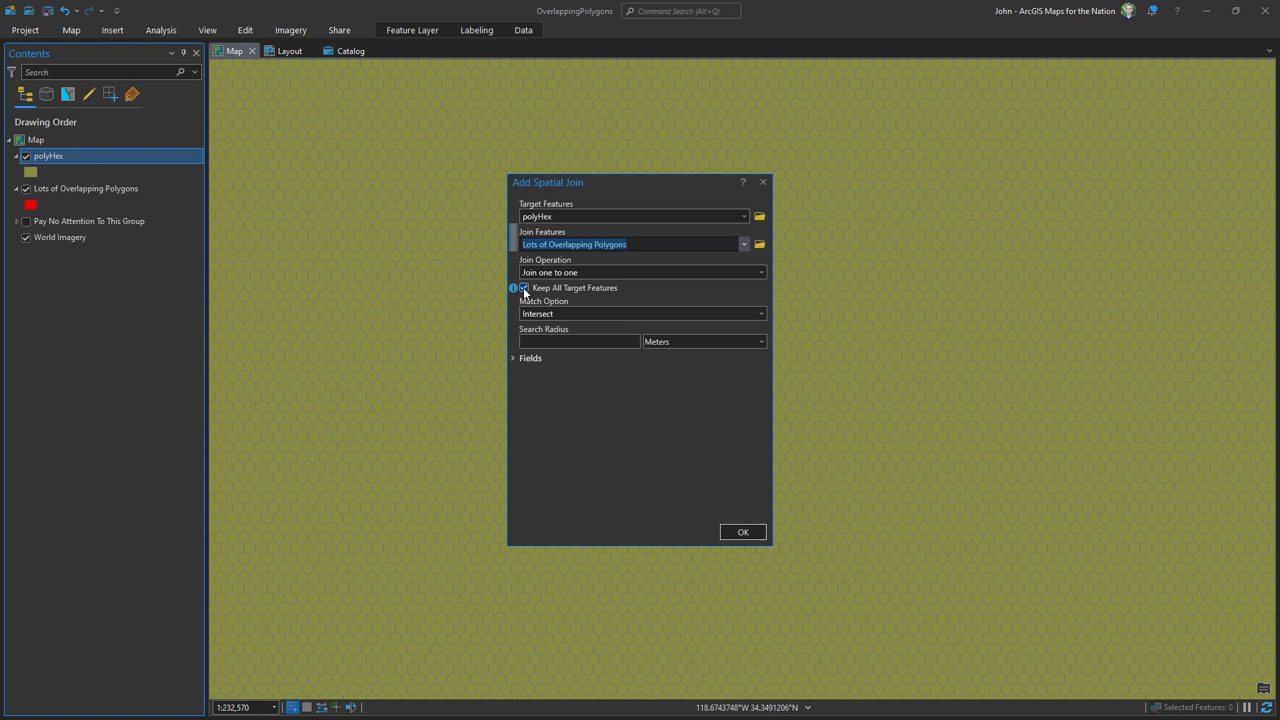 OverlappingPolygons
Command Search (Alt+Q)
John - ArcGIS Maps for the Nation
?
Project
Map
Insert
Analysis
View
Edit
Imagery
Share
Feature Layer
Labeling
Data
Contents
Map
Layout
Catalog
Search
Drawing Order
Map
polyHex
Lots of Overlapping Polygons
Pay No Attention To This Group
World Imagery
Add Spatial Join
?
Target Features
polyHex
Join Features
Lots of Overlapping Polygons
Join Operation
Join one to one
Keep All Target Features
Match Option
Intersect
Search Radius
Meters
Fields
OK
1:232,570
118.6743748°W 34.3491206°N
Selected Features: 0